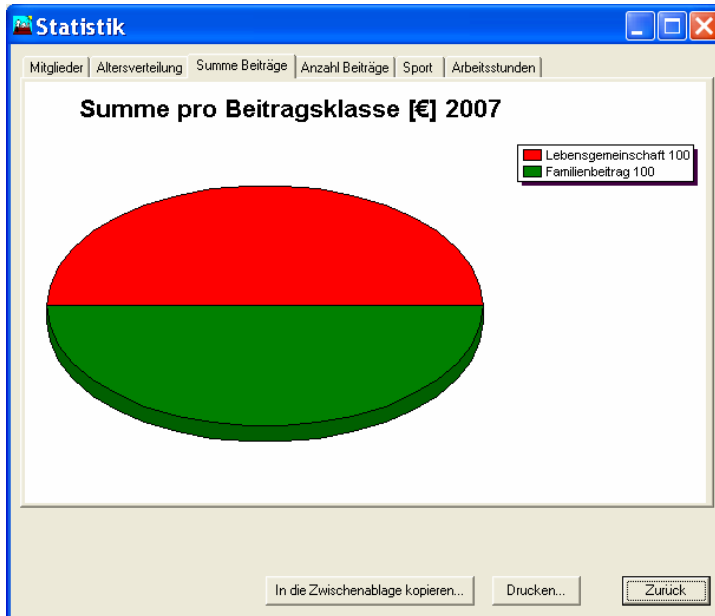 Statistik
Mitglieder Altersverteilung Summe Beiträge Anzahl Beiträge Sport Arbeitsstunden
Summe pro Beitragsklasse [€] 2007
Lebensgemeinschaft 100
Familienbeitrag 100
In die Zwischenablage kopieren... Drucken... Zurück